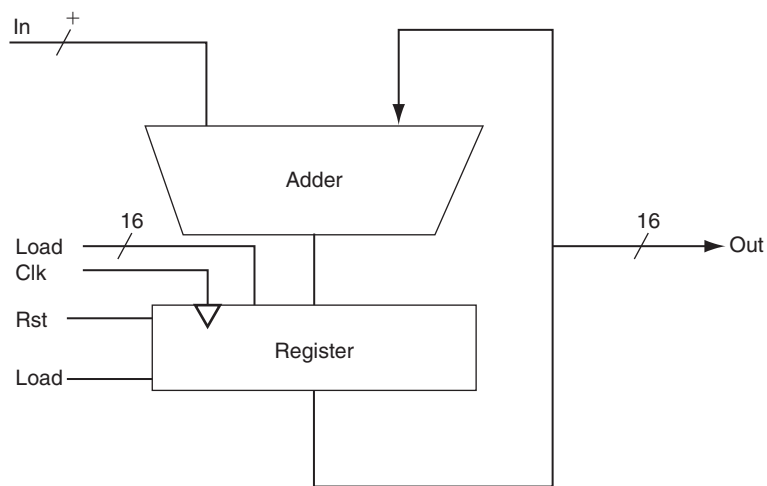 +
In
Adder
16
Load
Clk
16
Out
Rst
Register
Load